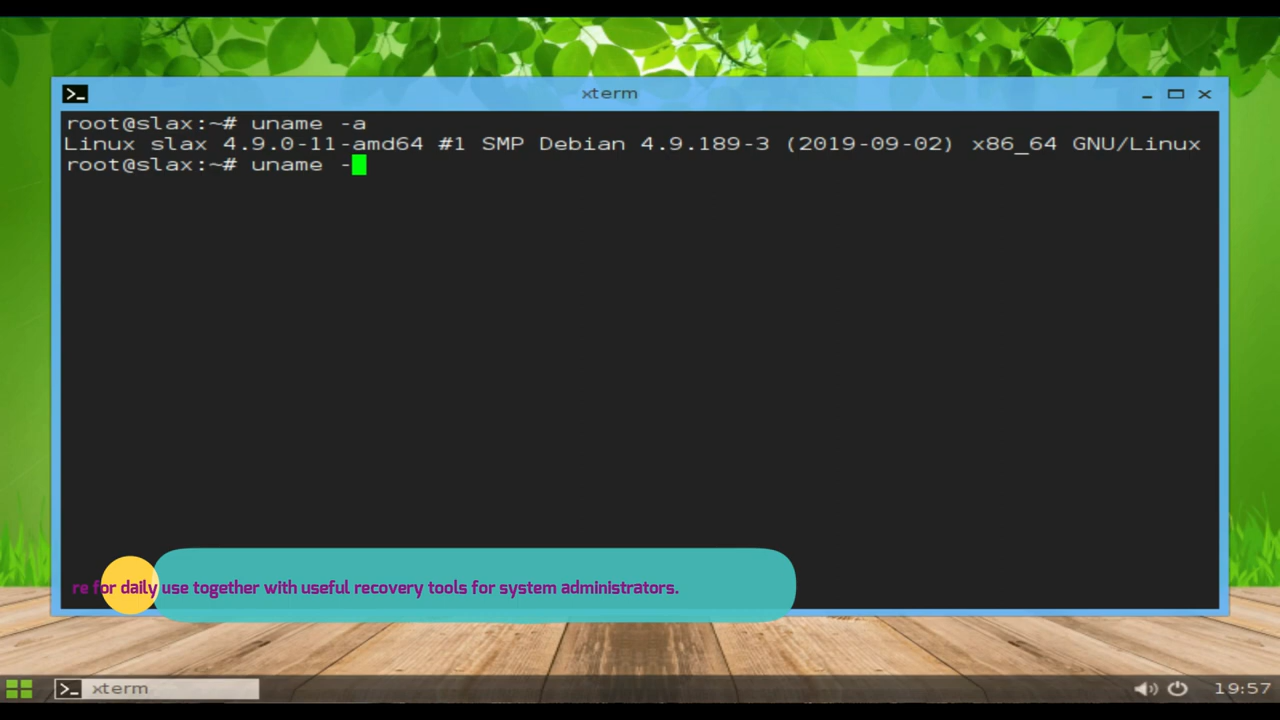 xterm
root@slax:~# uname -a
Linux slax 4.9.0-11-amd64 #1 SMP Debian 4.9.189-3 (2019-09-02) x86_64 GNU/Linux
root@slax:~# uname -
re for daily use together with useful recovery tools for system administrators.
xterm
19:57